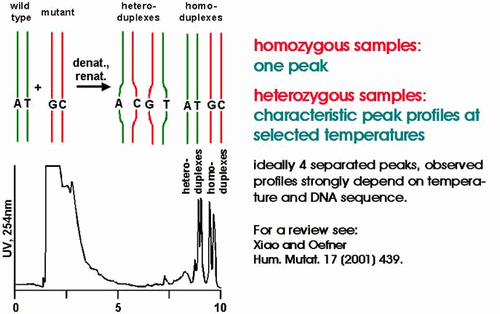 wild
type
mutant
hetero-
duplexes
homo-
duplexes
A T
+
G C
denat.,
renat.
A C G T A T G C
hetero-
duplexes
homo-
duplexes
UV, 254nm
0 5 10
homozygous samples:
one peak
heterozygous samples:
characteristic peak profiles at
selected temperatures
ideally 4 separated peaks, observed
profiles strongly depend on tempera-
ture and DNA sequence.
For a review see:
Xiao and Oefner
Hum. Mutat. 17 (2001) 439.